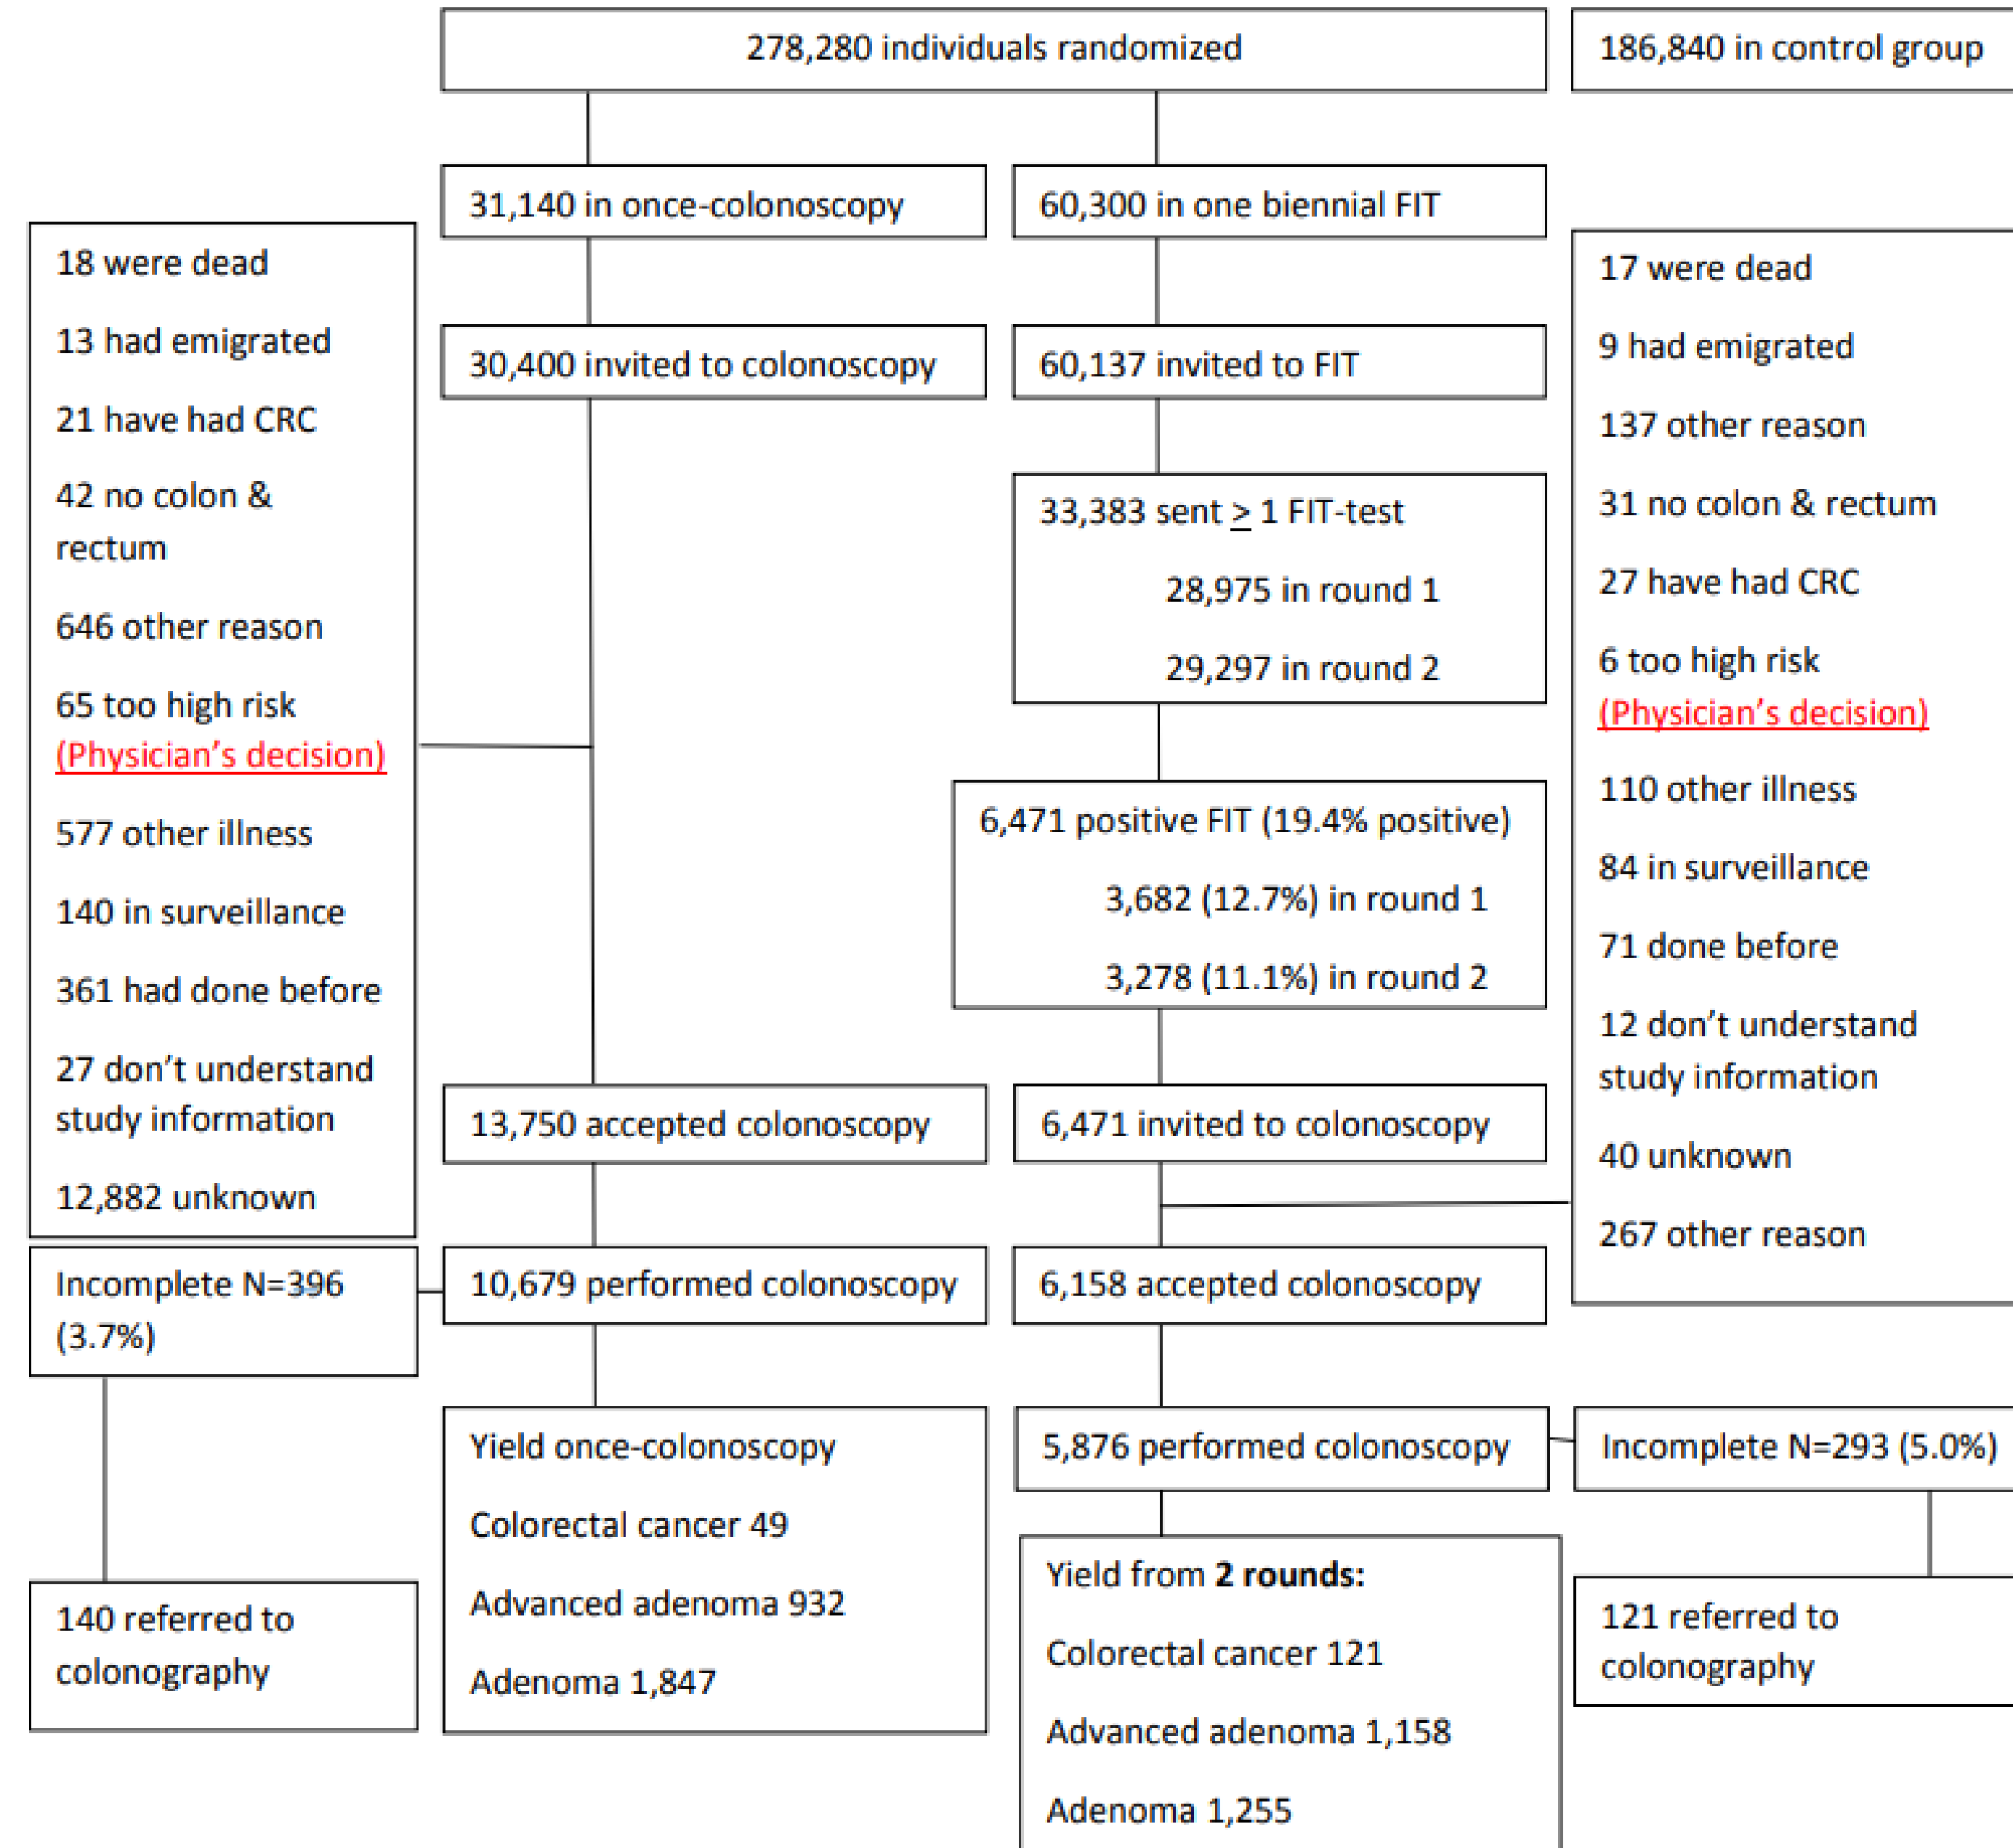 278,280 individuals randomized
186,840 in control group
31,140 in once-colonoscopy
60,300 in one biennial FIT
18 were dead
13 had emigrated
21 have had CRC
42 no colon &
rectum
646 other reason
65 too high risk
(Physician's decision)
577 other illness
140 in surveillance
361 had done before
27 don't understand
study information
12,882 unknown
30,400 invited to colonoscopy
60,137 invited to FIT
33,383 sent ≥ 1 FIT-test
28,975 in round 1
29,297 in round 2
6,471 positive FIT (19.4% positive)
3,682 (12.7%) in round 1
3,278 (11.1%) in round 2
17 were dead
9 had emigrated
137 other reason
31 no colon & rectum
27 have had CRC
6 too high risk
(Physician's decision)
110 other illness
84 in surveillance
71 done before
12 don't understand
study information
40 unknown
267 other reason
13,750 accepted colonoscopy
6,471 invited to colonoscopy
Incomplete N=396
(3.7%)
10,679 performed colonoscopy
6,158 accepted colonoscopy
Yield once-colonoscopy
Colorectal cancer 49
Advanced adenoma 932
Adenoma 1,847
5,876 performed colonoscopy
Incomplete N=293 (5.0%)
140 referred to
colonography
Yield from 2 rounds:
Colorectal cancer 121
Advanced adenoma 1,158
Adenoma 1,255
121 referred to
colonography